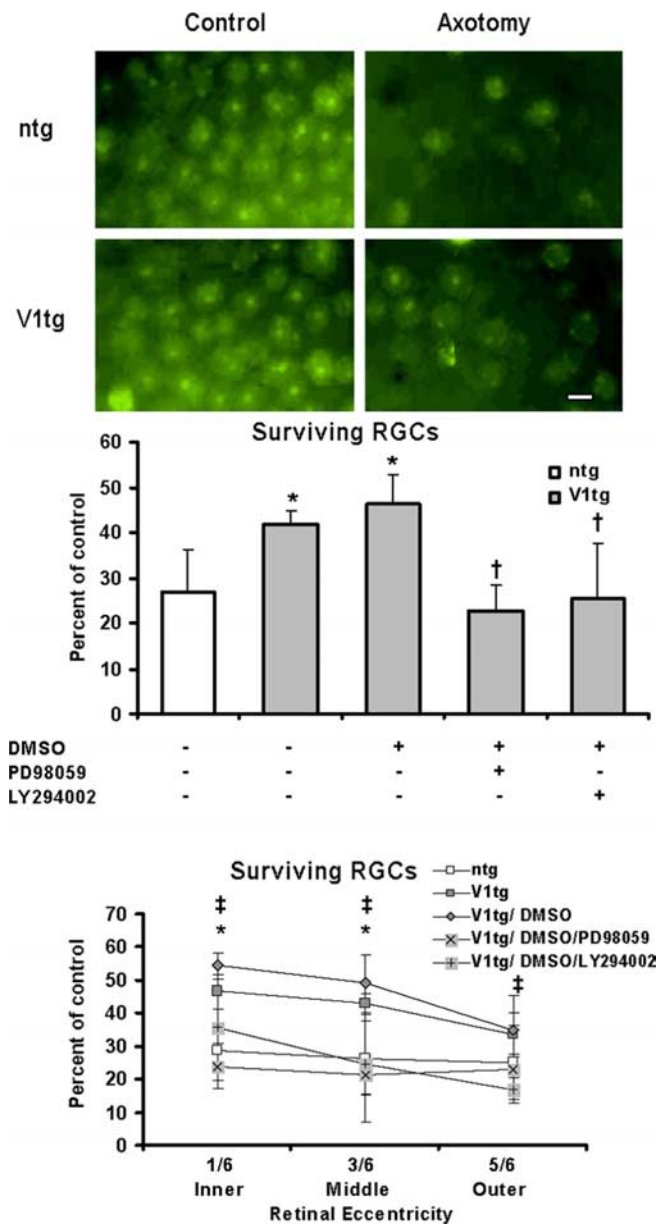 Control Axotomy
ntg
V1tg
Surviving RGCs
60
50
40
30
20
10
0
Percent of control
* * † †
ntg
V1tg
DMSO - - + + +
PD98059 - - - + -
LY294002 - - - - +
Surviving RGCs
70
60
50
40
30
20
10
0
Percent of control
‡ ‡ ‡
* *
ntg
V1tg
V1tg/ DMSO
V1tg/ DMSO/PD98059
V1tg/ DMSO/LY294002
1/6 3/6 5/6
Inner Middle Outer
Retinal Eccentricity